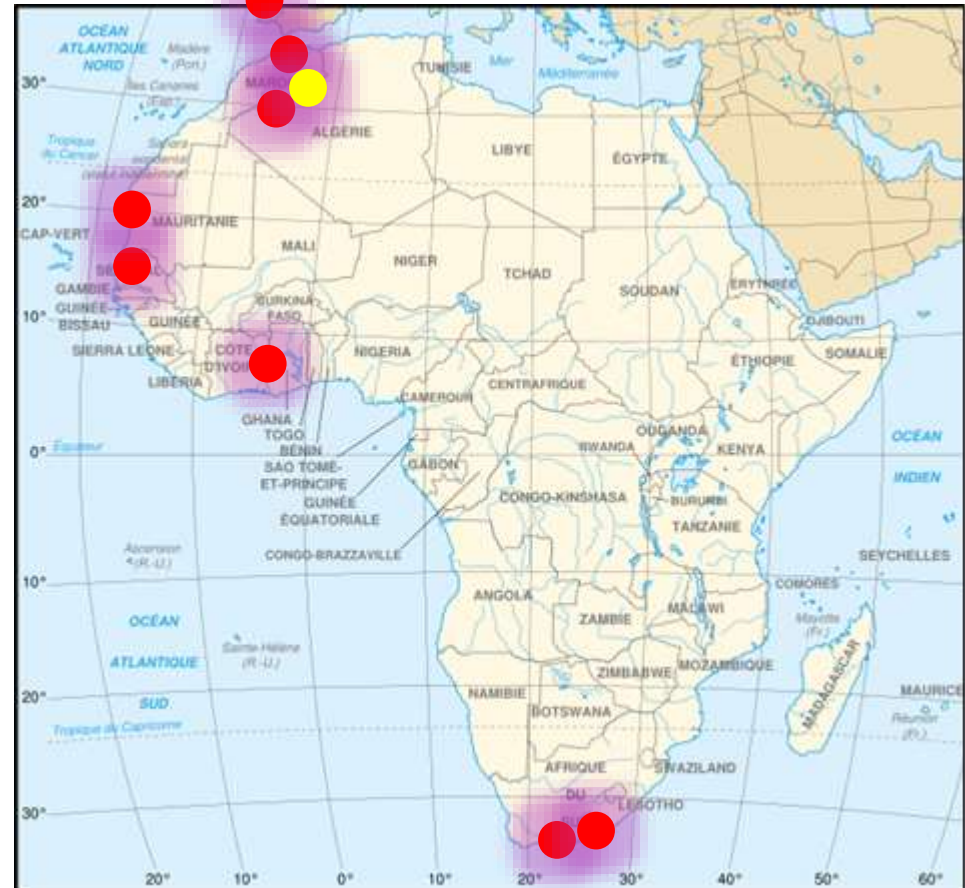 OCÉAN
ATLANTIQUE
NORD
Madère
(Port.)
Îles Canaries
(Esp.)
Mer
Méditerranée
TUNISIE
30°
ALGÉRIE
LIBYE
ÉGYPTE
Tropique
du Cancer
Sahara
occidental
20°
MAURITANIE
CAP-VERT
MALI
NIGER
TCHAD
SOUDAN
ÉRYTHRÉE
GAMBIE
GUINÉE-
BISSAU
GUINÉE
BURKINA
FASO
10°
DJIBOUTI
SIERRA LEONE
NIGERIA
ÉTHIOPIE
SOMALIE
LIBÉRIA
CENTRAFRIQUE
CAMEROUN
GHANA
TOGO
BÉNIN
SAO TOMÉ-
ET-PRINCIPE
GUINÉE
ÉQUATORIALE
CONGO-BRAZZAVILLE
Équateur
0°
GABON
CONGO-KINSHASA
OUGANDA
RWANDA
KENYA
BURUNDI
TANZANIE
OCÉAN
INDIEN
SEYCHELLES
Ascension
(R.-U.)
10°
COMORES
Mayotte
(Fr.)
ANGOLA
ZAMBIE
MALAWI
OCÉAN
ATLANTIQUE
SUD
Sainte-Hélène
(R.-U.)
ZIMBABWE
MOZAMBIQUE
MADAGASCAR
NAMIBIE
BOTSWANA
MAURICE
Réunion
(Fr.)
20°
Tropique du Capricorne
AFRIQUE
DU
SWAZILAND
LESOTHO
30°
20°
10°
0°
10°
20°
30°
40°
50°
60°